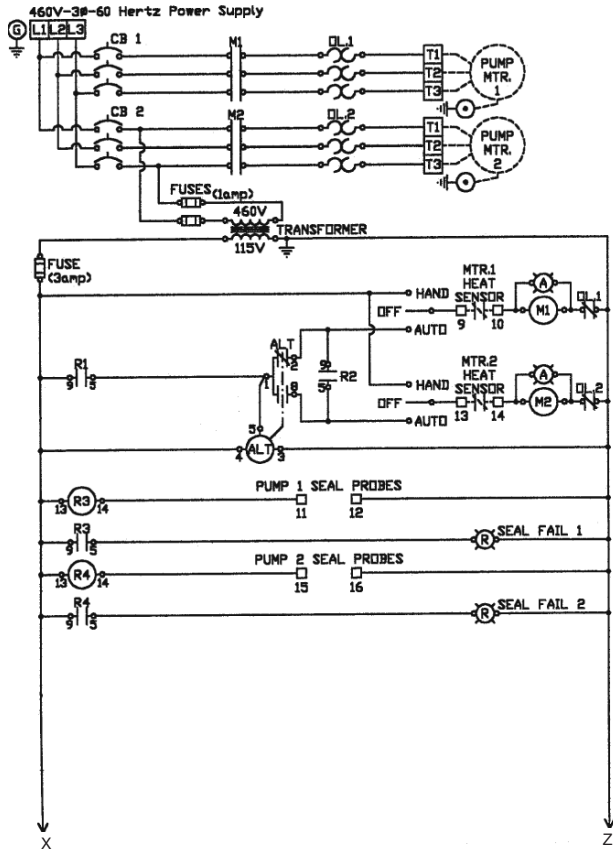 460V-3Ø-60 Hertz Power Supply
G L1 L2 L3
CB 1
M1
OL.1
T1
T2
T3
PUMP
MTR.
1
CB 2
M2
OL.2
T1
T2
T3
PUMP
MTR.
2
FUSES (1amp)
460V
TRANSFORMER
115V
FUSE
(3amp)
HAND
OFF
AUTO
MTR.1
HEAT
SENSOR
9 10
A
M1
OL.1
R1
9 5
ALT
1
2
8
9
5
R2
HAND
OFF
AUTO
MTR.2
HEAT
SENSOR
13 14
A
M2
OL.2
5
4 ALT 3
13 R3 14
PUMP 1 SEAL PROBES
11 12
R3
9 5
R
SEAL FAIL 1
13 R4 14
PUMP 2 SEAL PROBES
15 16
R4
9 5
R
SEAL FAIL 2
X Z